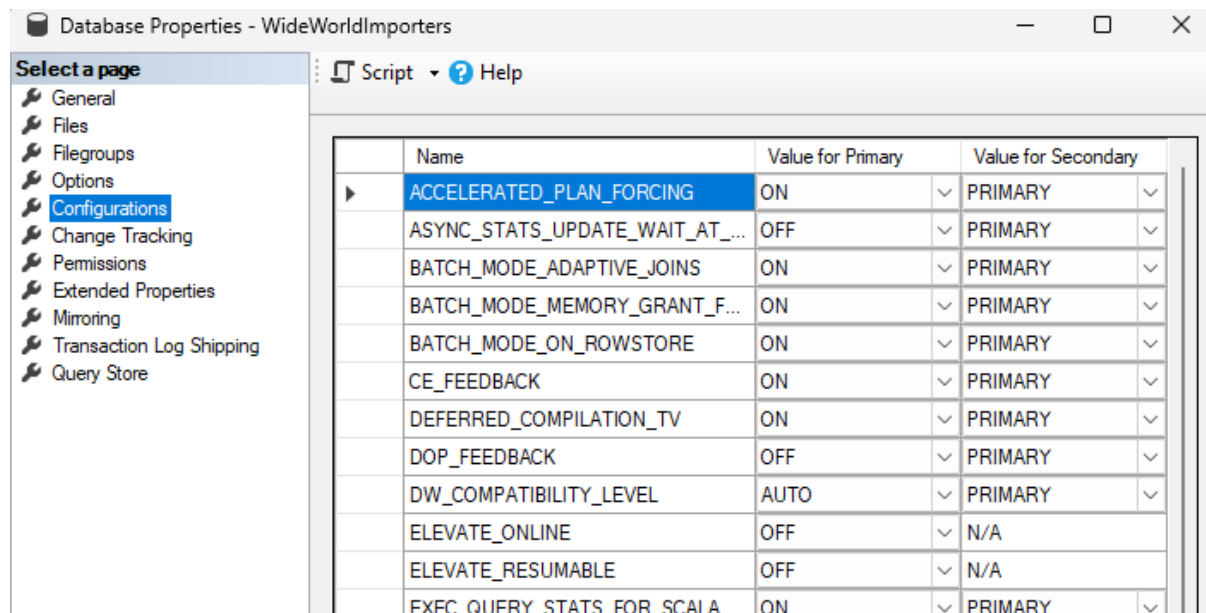 Database Properties - WideWorldImporters
Select a page
General
Files
Filegroups
Options
Configurations
Change Tracking
Permissions
Extended Properties
Mirroring
Transaction Log Shipping
Query Store
Script ? Help
Name Value for Primary Value for Secondary
ACCELERATED_PLAN_FORCING ON PRIMARY
ASYNC_STATS_UPDATE_WAIT_AT_... OFF PRIMARY
BATCH_MODE_ADAPTIVE_JOINS ON PRIMARY
BATCH_MODE_MEMORY_GRANT_F... ON PRIMARY
BATCH_MODE_ON_ROWSTORE ON PRIMARY
CE_FEEDBACK ON PRIMARY
DEFERRED_COMPILATION_TV ON PRIMARY
DOP_FEEDBACK OFF PRIMARY
DW_COMPATIBILITY_LEVEL AUTO PRIMARY
ELEVATE_ONLINE OFF N/A
ELEVATE_RESUMABLE OFF N/A
EXEC_QUERY_STATS_FOR_SCALA ON PRIMARY